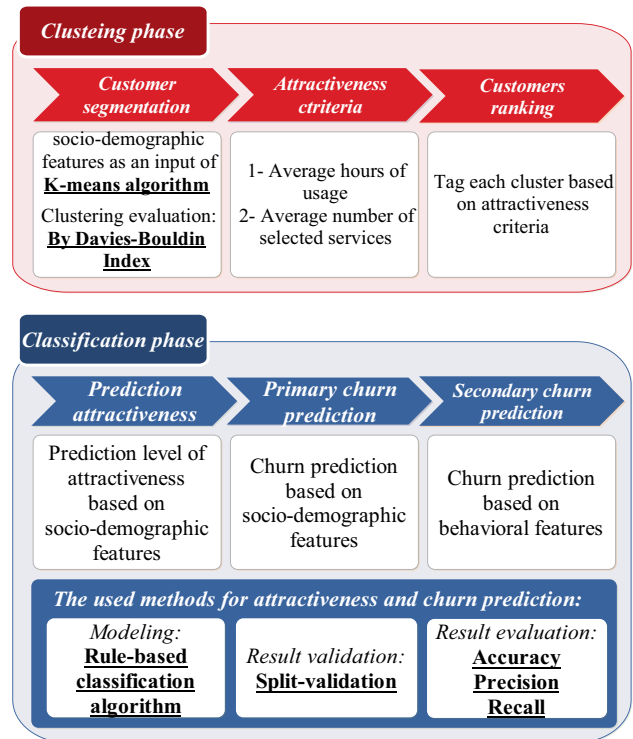 Clusteing phase
Customer
segmentation
Attractiveness
ctriteria
Customers
ranking
socio-demographic
features as an input of
K-means algorithm
Clustering evaluation:
By Davies-Bouldin
Index
1- Average hours of
usage
2- Average number of
selected services
Tag each cluster based
on attractiveness
criteria
Classification phase
Prediction
attractiveness
Primary churn
prediction
Secondary churn
prediction
Prediction level of
attractiveness
based on
socio-demographic
features
Churn prediction
based on
socio-demographic
features
Churn prediction
based on
behavioral features
The used methods for attractiveness and churn prediction:
Modeling:
Rule-based
classification
algorithm
Result validation:
Split-validation
Result evaluation:
Accuracy
Precision
Recall